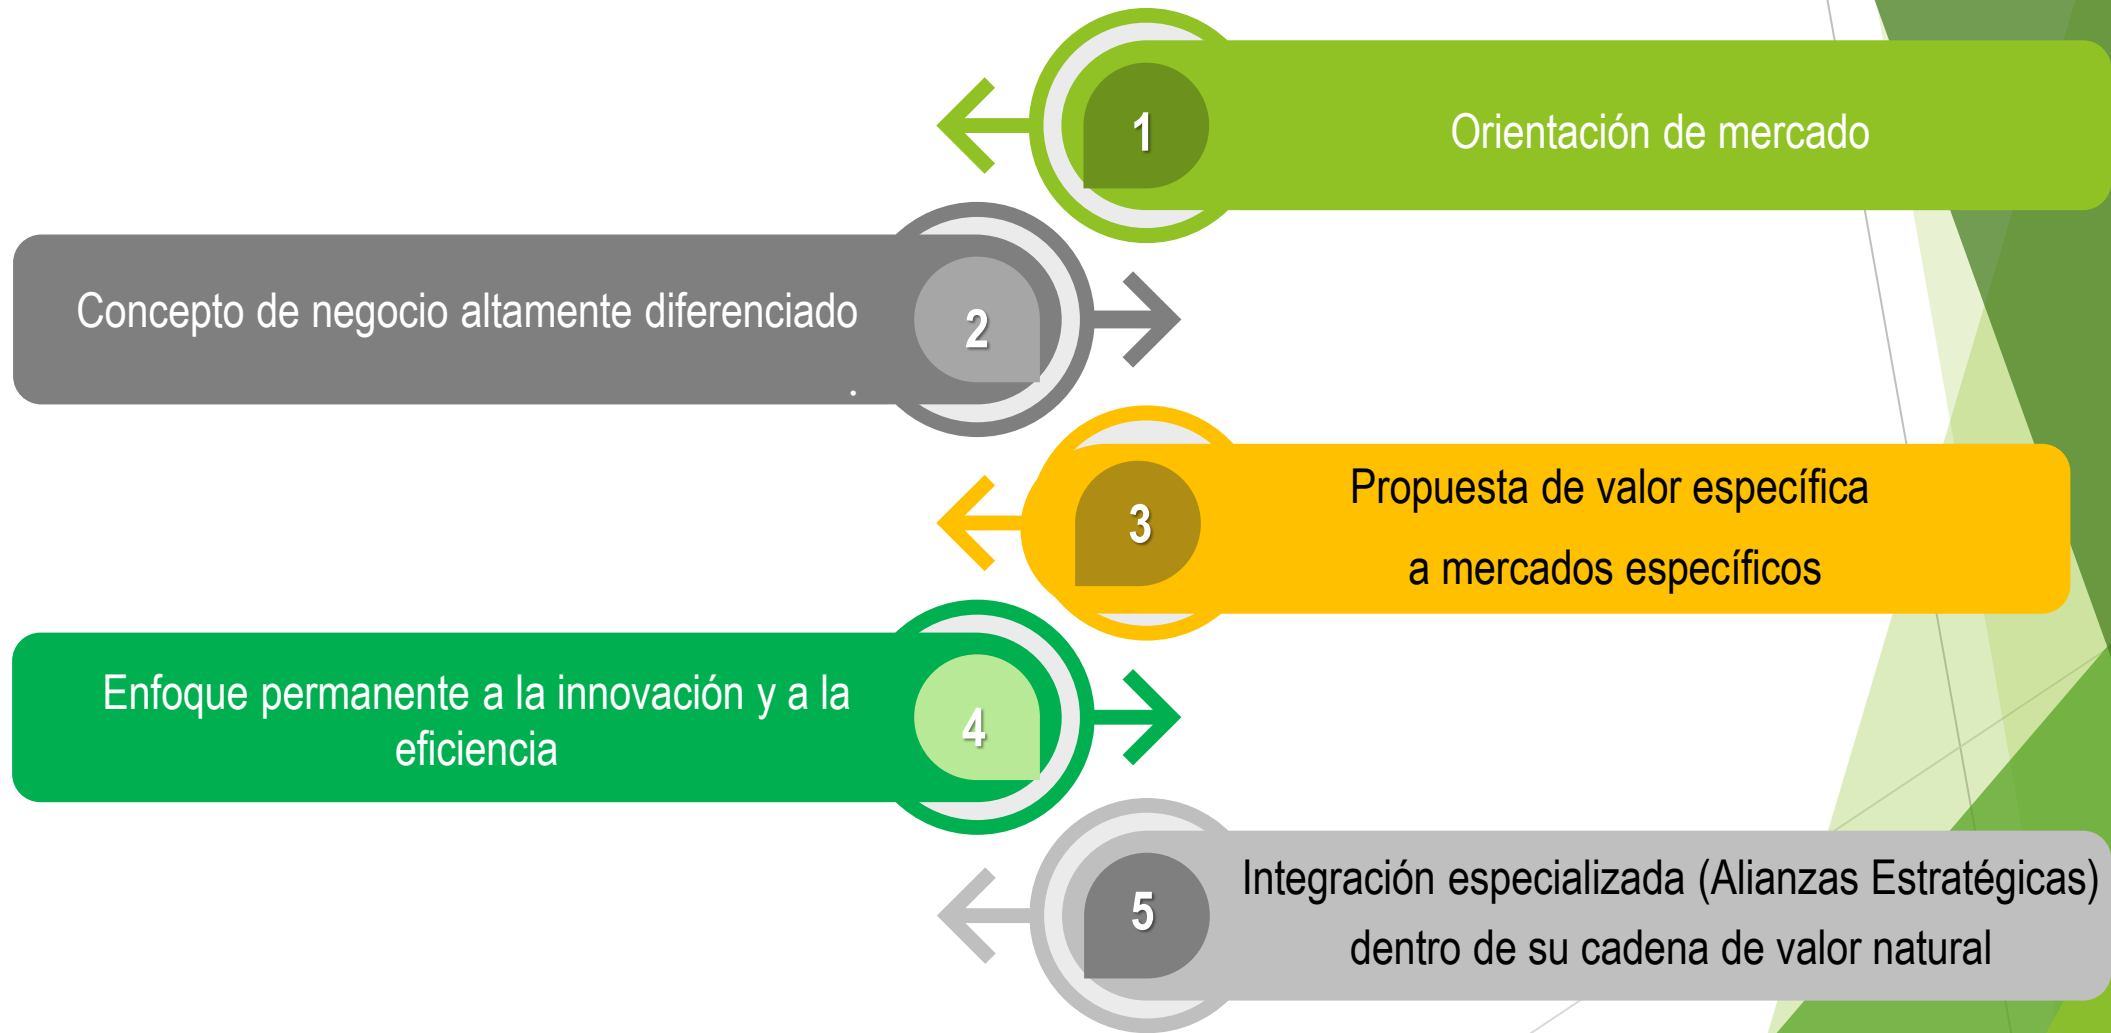 1
Orientación de mercado
Concepto de negocio altamente diferenciado
.
2
3
Propuesta de valor específica
a mercados específicos
Enfoque permanente a la innovación y a la
eficiencia
4
5
Integración especializada (Alianzas Estratégicas)
dentro de su cadena de valor natural